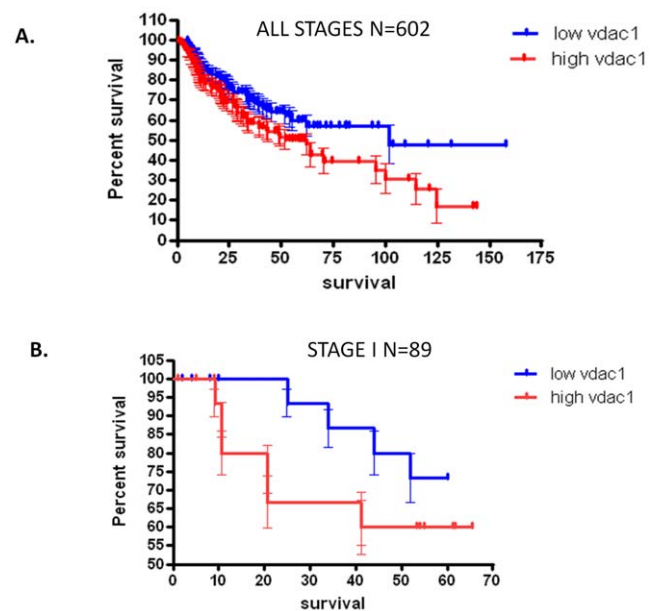 A.
ALL STAGES N=602
low vdac1
high vdac1
Percent survival
110
100
90
80
70
60
50
40
30
20
10
0
0 25 50 75 100 125 150 175
survival
B.
STAGE I N=89
low vdac1
high vdac1
Percent survival
105
100
95
90
85
80
75
70
65
60
55
50
0 10 20 30 40 50 60 70
survival